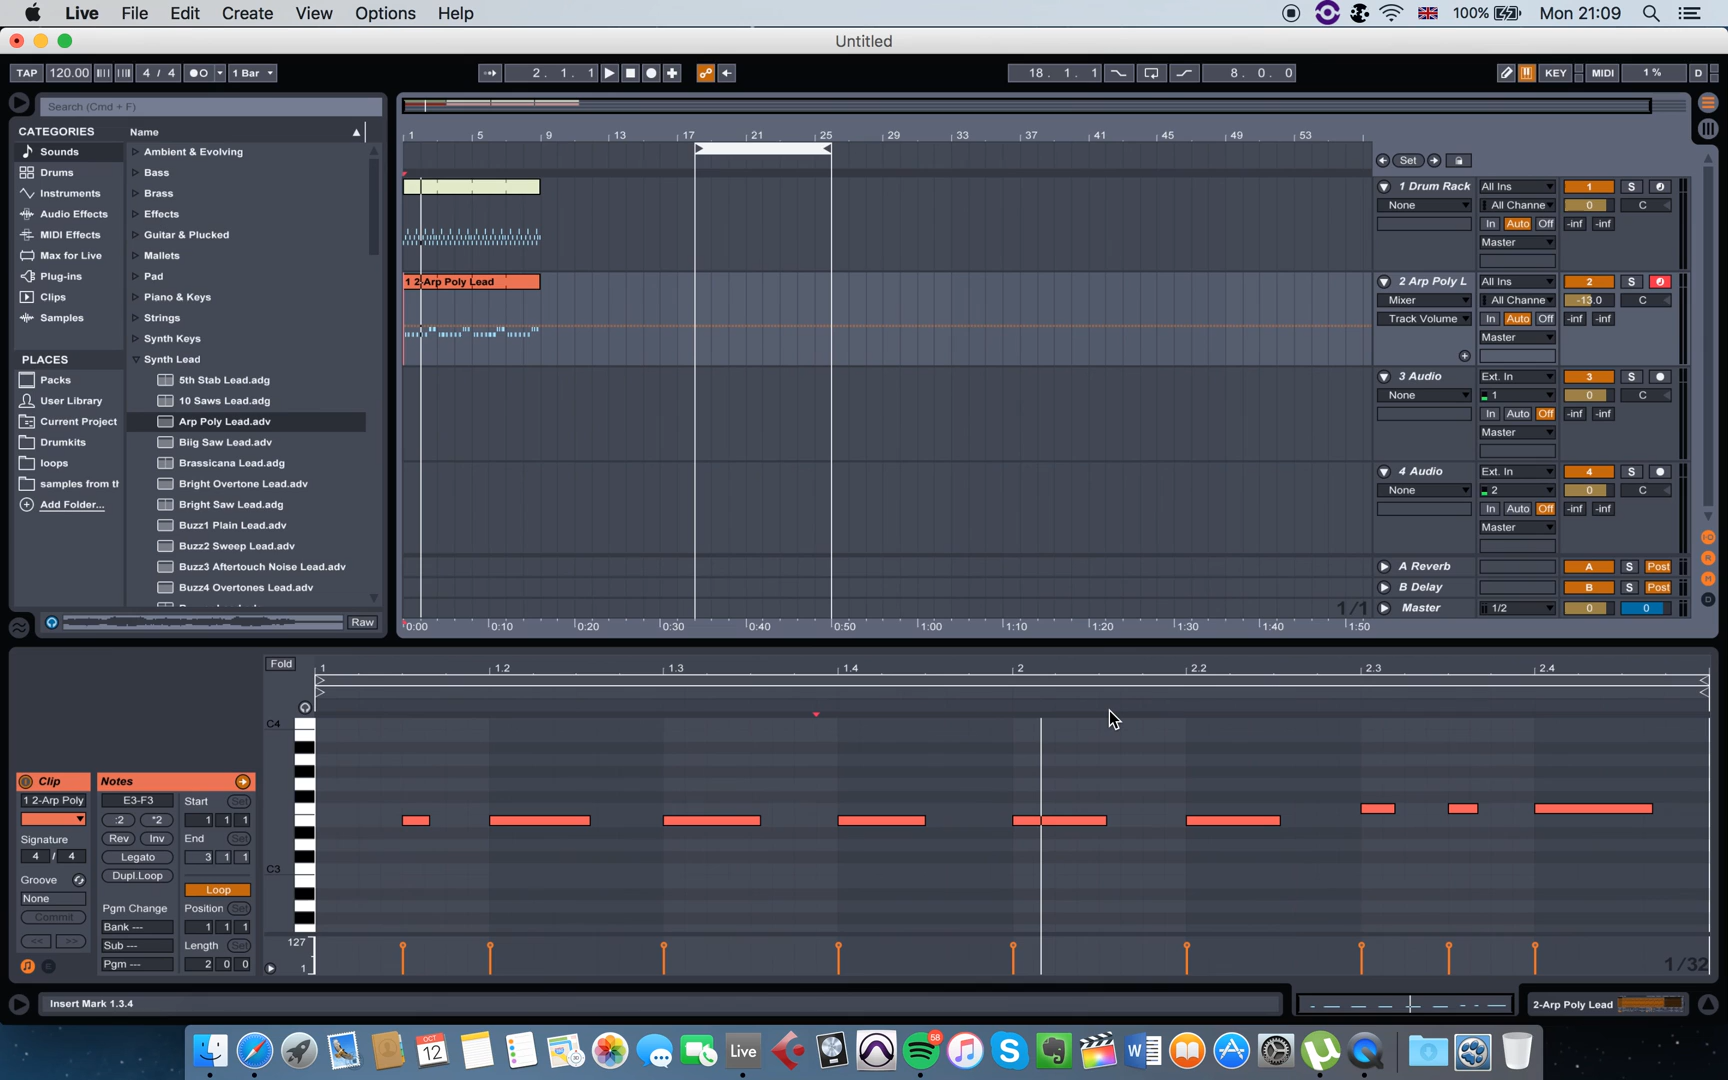 Live File Edit Create View Options Help 100% Mon 21:09
Untitled
TAP 120.00 4 / 4 1 Bar 2. 1. 1 18. 1. 1 8. 0. 0 KEY MIDI 1 % D
Search (Cmd + F)
CATEGORIES
Sounds
Drums
Instruments
Audio Effects
MIDI Effects
Max for Live
Plug-ins
Clips
Samples
PLACES
Packs
User Library
Current Project
Drumkits
loops
samples from th
Add Folder...
Name
Ambient & Evolving
Bass
Brass
Effects
Guitar & Plucked
Mallets
Pad
Piano & Keys
Strings
Synth Keys
Synth Lead
5th Stab Lead.adg
10 Saws Lead.adg
Arp Poly Lead.adv
Biig Saw Lead.adv
Brassicana Lead.adg
Bright Overtone Lead.adv
Bright Saw Lead.adg
Buzz1 Plain Lead.adv
Buzz2 Sweep Lead.adv
Buzz3 Aftertouch Noise Lead.adv
Buzz4 Overtones Lead.adv
Raw
1 5 9 13 17 21 25 29 33 37 41 45 49 53
Set
1 2-Arp Poly Lead
1 Drum Rack All Ins 1 S
None All Channe 0 C
In Auto Off -inf -inf
Master
2 Arp Poly L All Ins 2 S
Mixer All Channe -13.0 C
Track Volume In Auto Off -inf -inf
Master
3 Audio Ext. In 3 S
None 1 0 C
In Auto Off -inf -inf
Master
4 Audio Ext. In 4 S
None 2 0 C
In Auto Off -inf -inf
Master
A Reverb A S Post
B Delay B S Post
1/1 Master 1/2 0 0
0:00 0:10 0:20 0:30 0:40 0:50 1:00 1:10 1:20 1:30 1:40 1:50
Fold 1 1.2 1.3 1.4 2 2.2 2.3 2.4
C4
C3
127
1
1/32
Clip
1 2-Arp Poly
Signature
4 / 4
Groove
None
Commit
<< >>
Notes
E3-F3 Start Set
:2 *2 1 1 1
Rev Inv End Set
Legato 3 1 1
Dupl.Loop
Loop
Pgm Change Position Set
Bank --- 1 1 1
Sub --- Length Set
Pgm --- 2 0 0
Insert Mark 1.3.4 2-Arp Poly Lead
OCT
12
Live
58
W